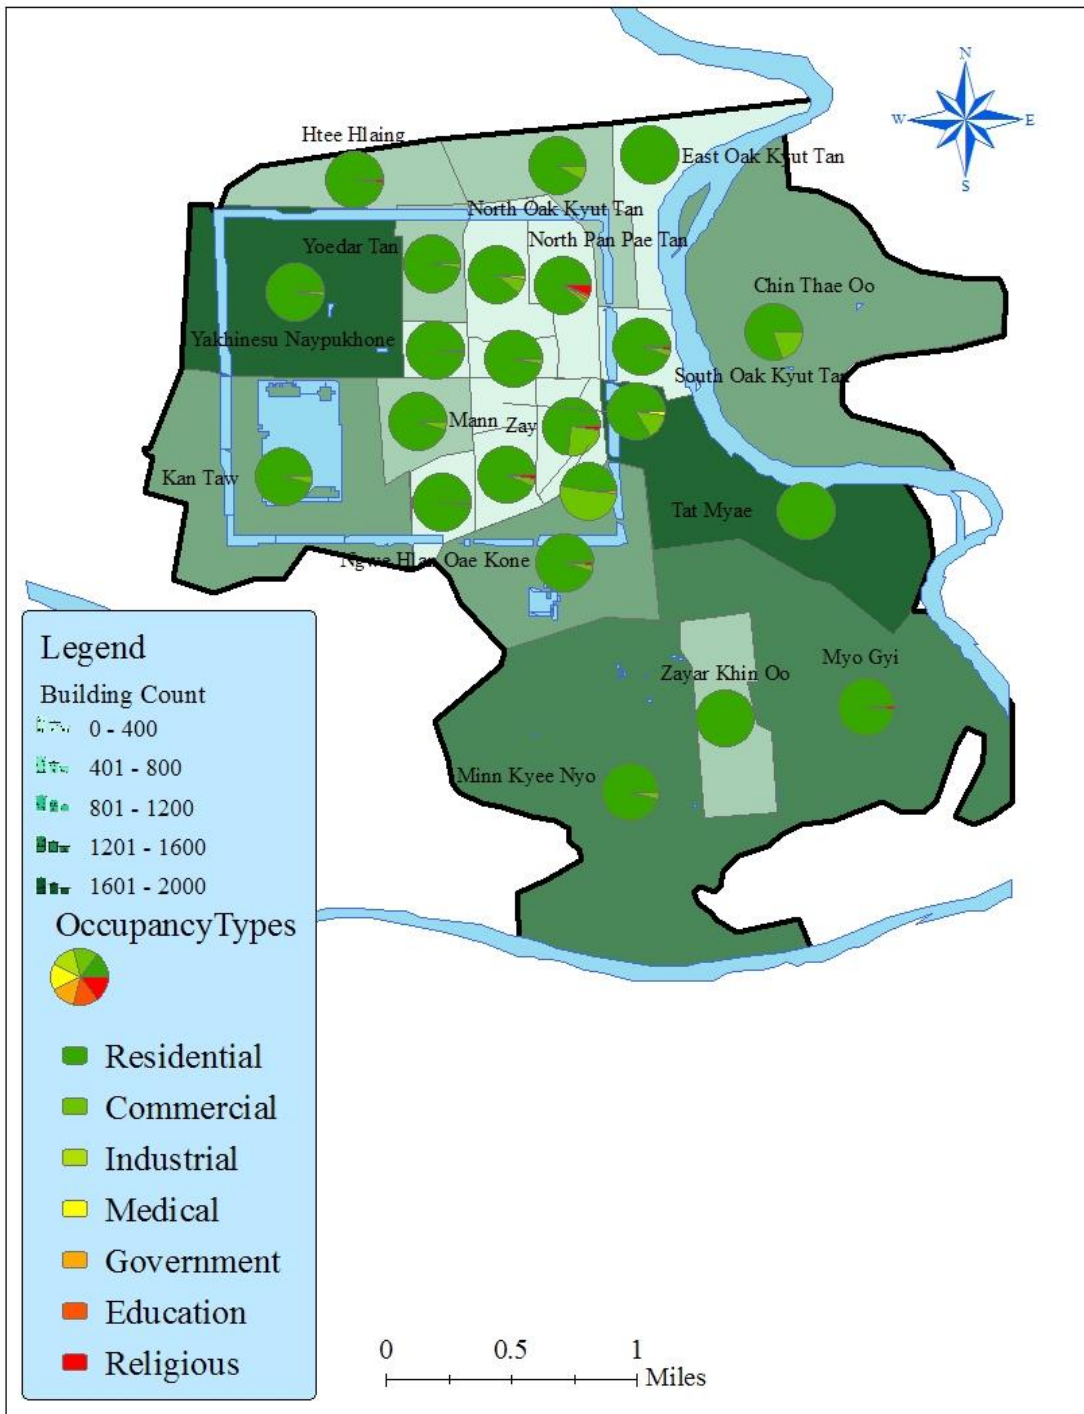 N
W
E
S
Htee Hlaing
East Oak Kyut Tan
North Oak Kyut Tan
North Pan Pae Tan
Yoedar Tan
Chin Thae Oo
Yakhinesu Naypukhone
South Oak Kyut Tan
Mann
Zay
Kan Taw
Tat Myae
Ngwe Hlan Oae Kone
Myo Gyi
Zayar Khin Oo
Minn Kyee Nyo
Legend
Building Count
0 - 400
401 - 800
801 - 1200
1201 - 1600
1601 - 2000
OccupancyTypes
Residential
Commercial
Industrial
Medical
Government
Education
Religious
0 0.5 1
Miles